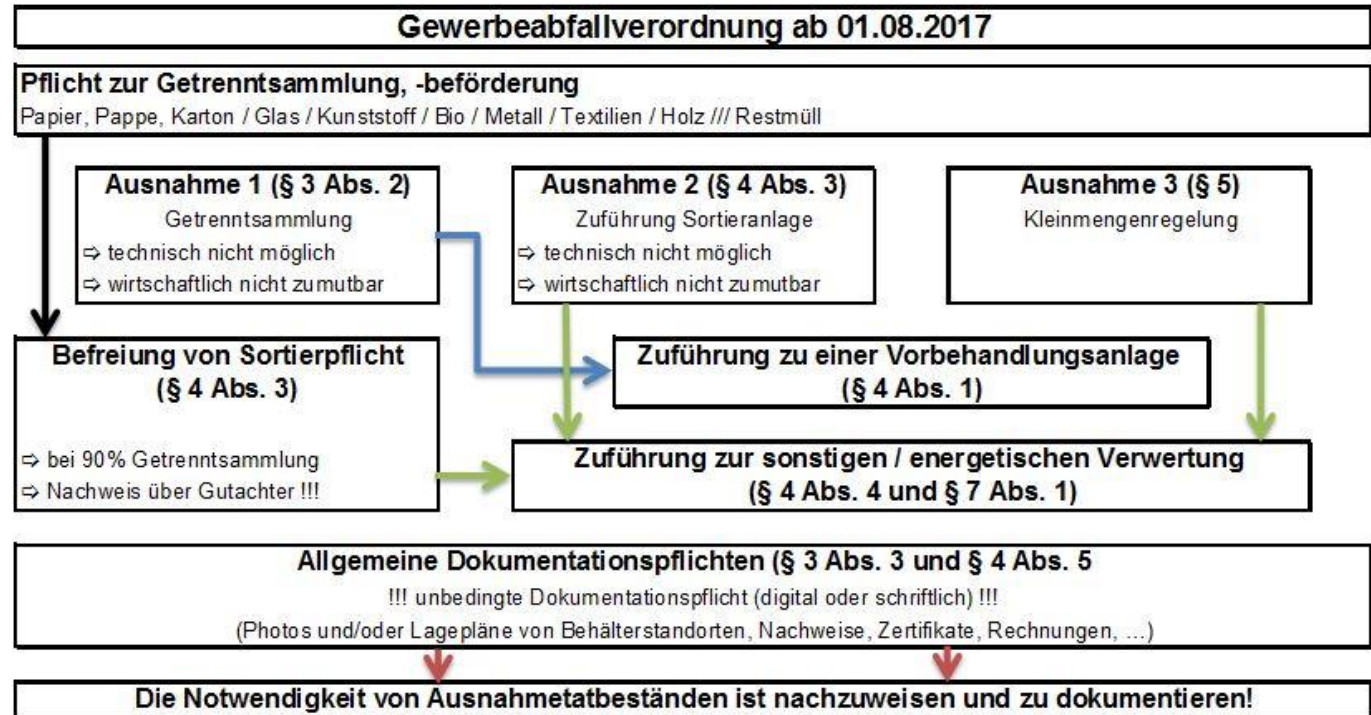 Gewerbeabfallverordnung ab 01.08.2017
Pflicht zur Getrenntsammlung, -beförderung
Papier, Pappe, Karton / Glas / Kunststoff / Bio / Metall / Textilien / Holz /// Restmüll
Ausnahme 1 (§ 3 Abs. 2)
Getrenntsammlung
⇨ technisch nicht möglich
⇨ wirtschaftlich nicht zumutbar
Ausnahme 2 (§ 4 Abs. 3)
Zuführung Sortieranlage
⇨ technisch nicht möglich
⇨ wirtschaftlich nicht zumutbar
Ausnahme 3 (§ 5)
Kleinmengenregelung
Befreiung von Sortierpflicht
(§ 4 Abs. 3)
⇨ bei 90% Getrenntsammlung
⇨ Nachweis über Gutachter !!!
Zuführung zu einer Vorbehandlungsanlage
(§ 4 Abs. 1)
Zuführung zur sonstigen / energetischen Verwertung
(§ 4 Abs. 4 und § 7 Abs. 1)
Allgemeine Dokumentationspflichten (§ 3 Abs. 3 und § 4 Abs. 5
!!! unbedingte Dokumentationspflicht (digital oder schriftlich) !!!
(Photos und/oder Lagepläne von Behälterstandorten, Nachweise, Zertifikate, Rechnungen, ...)
Die Notwendigkeit von Ausnahmetatbeständen ist nachzuweisen und zu dokumentieren!